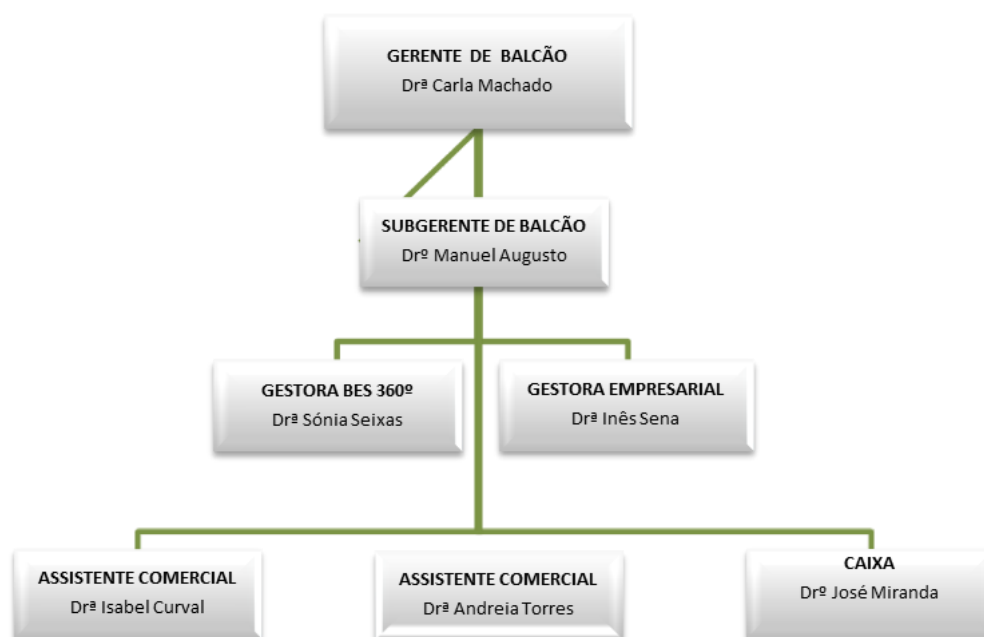 GERENTE DE BALCÃO
Drª Carla Machado
SUBGERENTE DE BALCÃO
Drº Manuel Augusto
GESTORA BES 360º
Drª Sónia Seixas
GESTORA EMPRESARIAL
Drª Inês Sena
ASSISTENTE COMERCIAL
Drª Isabel Curval
ASSISTENTE COMERCIAL
Drª Andreia Torres
CAIXA
Drº José Miranda